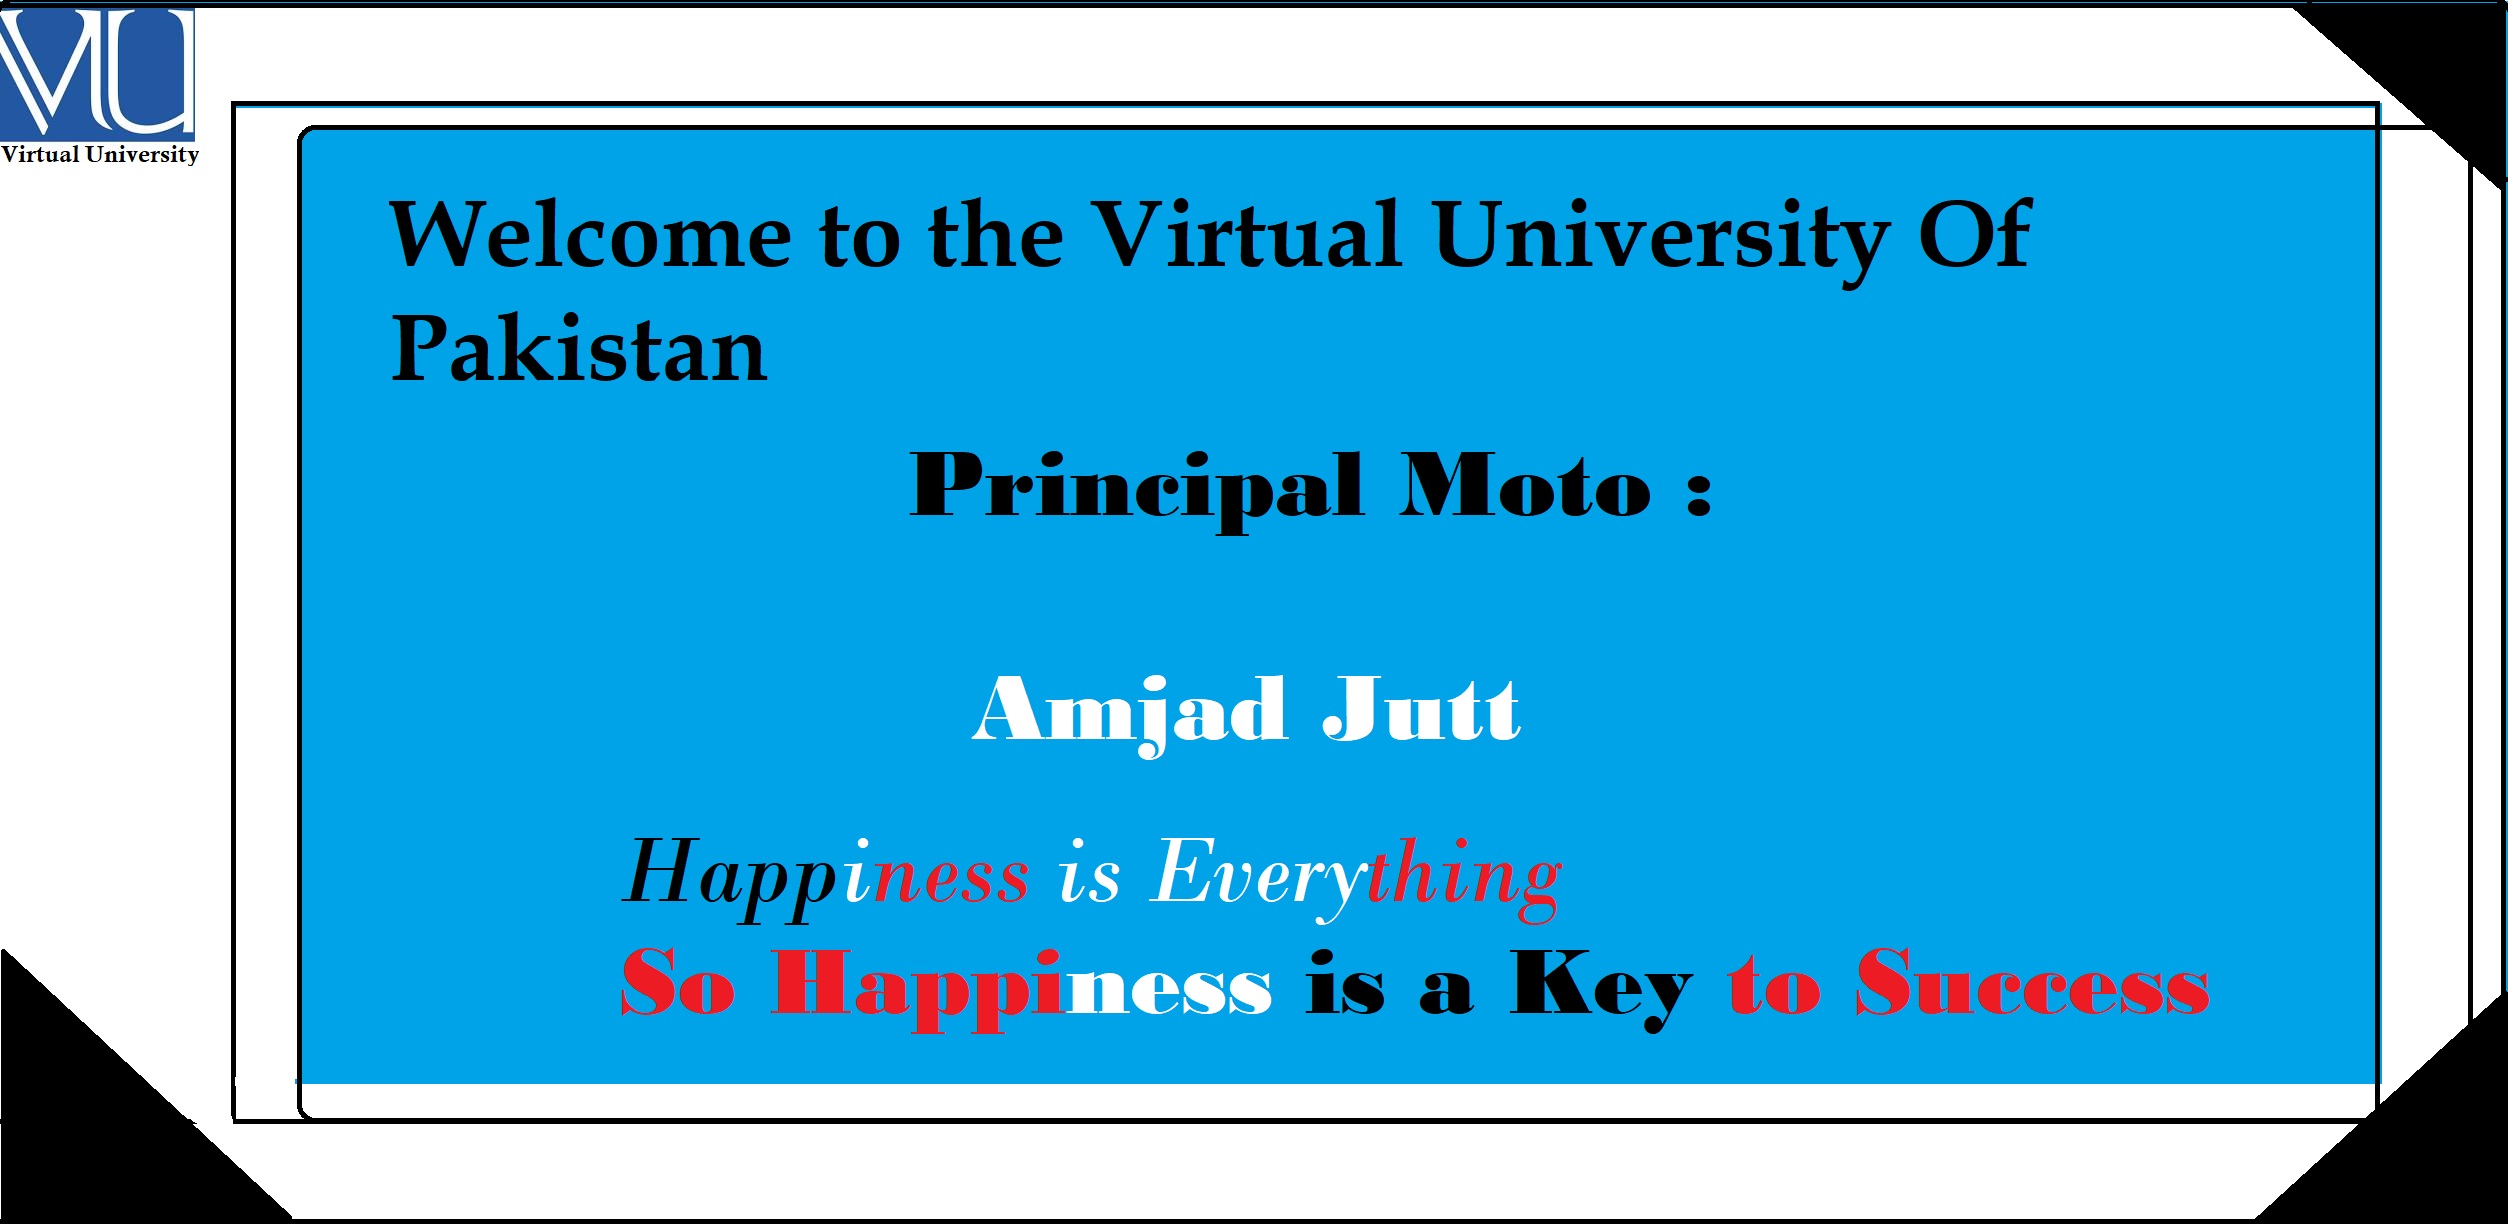 VU
Virtual University
Welcome to the Virtual University Of
Pakistan
Principal Moto :
Amjad Jutt
Happiness is Everything
So Happiness is a Key to Success